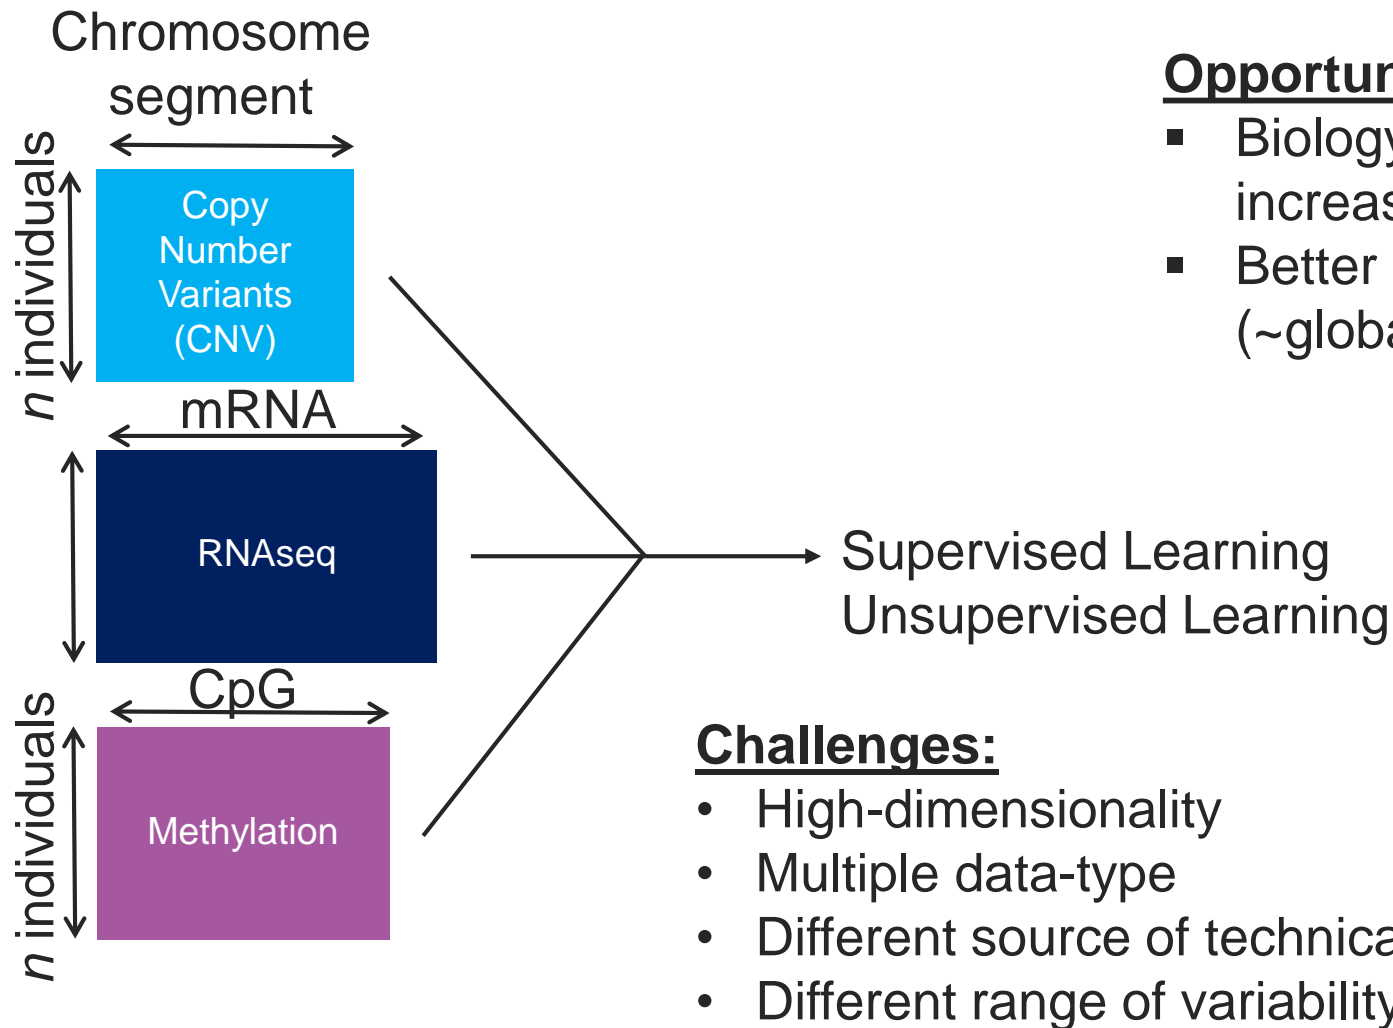 Chromosome
segment
n individuals
Copy
Number
Variants
(CNV)
mRNA
RNAseq
CpG
n individuals
Methylation
Supervised Learning
Unsupervised Learning
Biology
Better
Challenges:
• High-dimensionality
• Multiple data-type
• Different source of
• Different range of variability